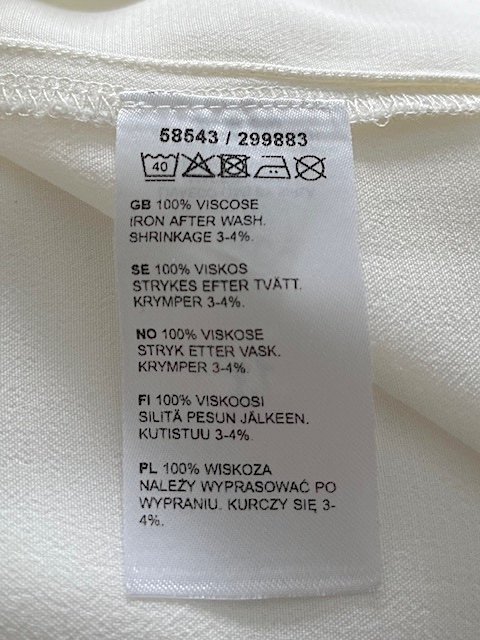 58543 / 299883
40
GB 100% VISCOSE
IRON AFTER WASH.
SHRINKAGE 3-4%.
SE 100% VISKOS
STRYKES EFTER TVÄTT.
KRYMPER 3-4%.
NO 100% VISKOSE
STRYK ETTER VASK.
KRYMPER 3-4%.
FI 100% VISKOOSI
SILITÄ PESUN JÄLKEEN.
KUTISTUU 3-4%.
PL 100% WISKOZA
NALEŻY WYPRASOWAĆ PO
WYPRANIU. KURCZY SIĘ 3-
4%.